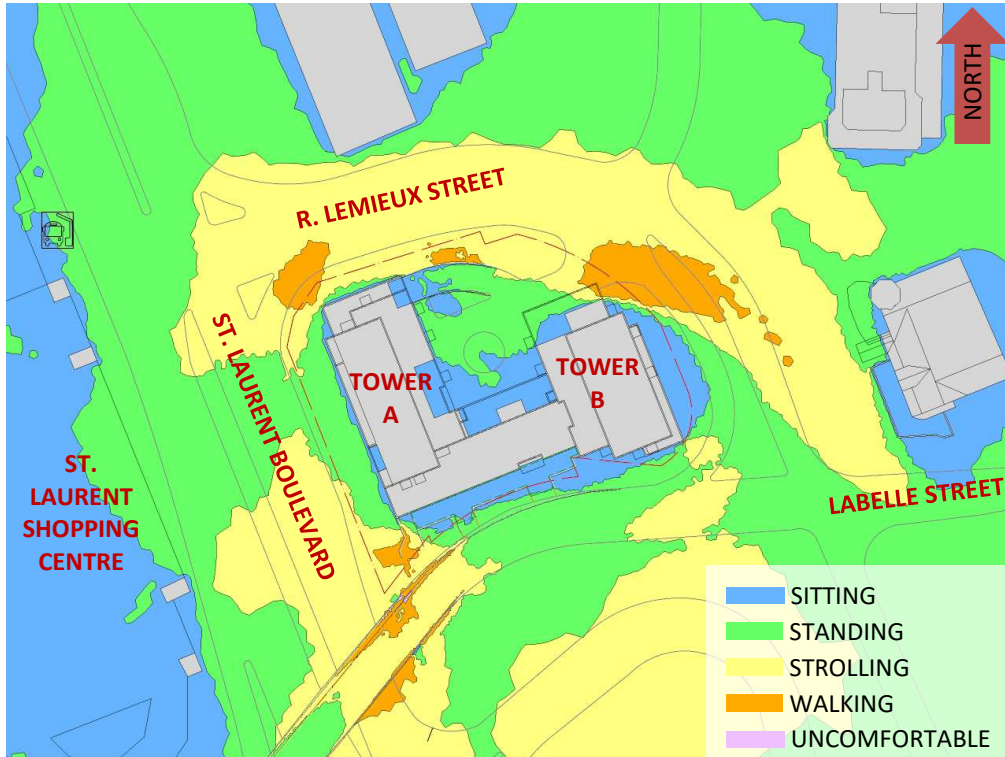 NORTH
R. LEMIEUX STREET
ST. LAURENT BOULEVARD
TOWER
A
TOWER
B
ST.
LAURENT
SHOPPING
CENTRE
LABELLE STREET
SITTING
STANDING
STROLLING
WALKING
UNCOMFORTABLE